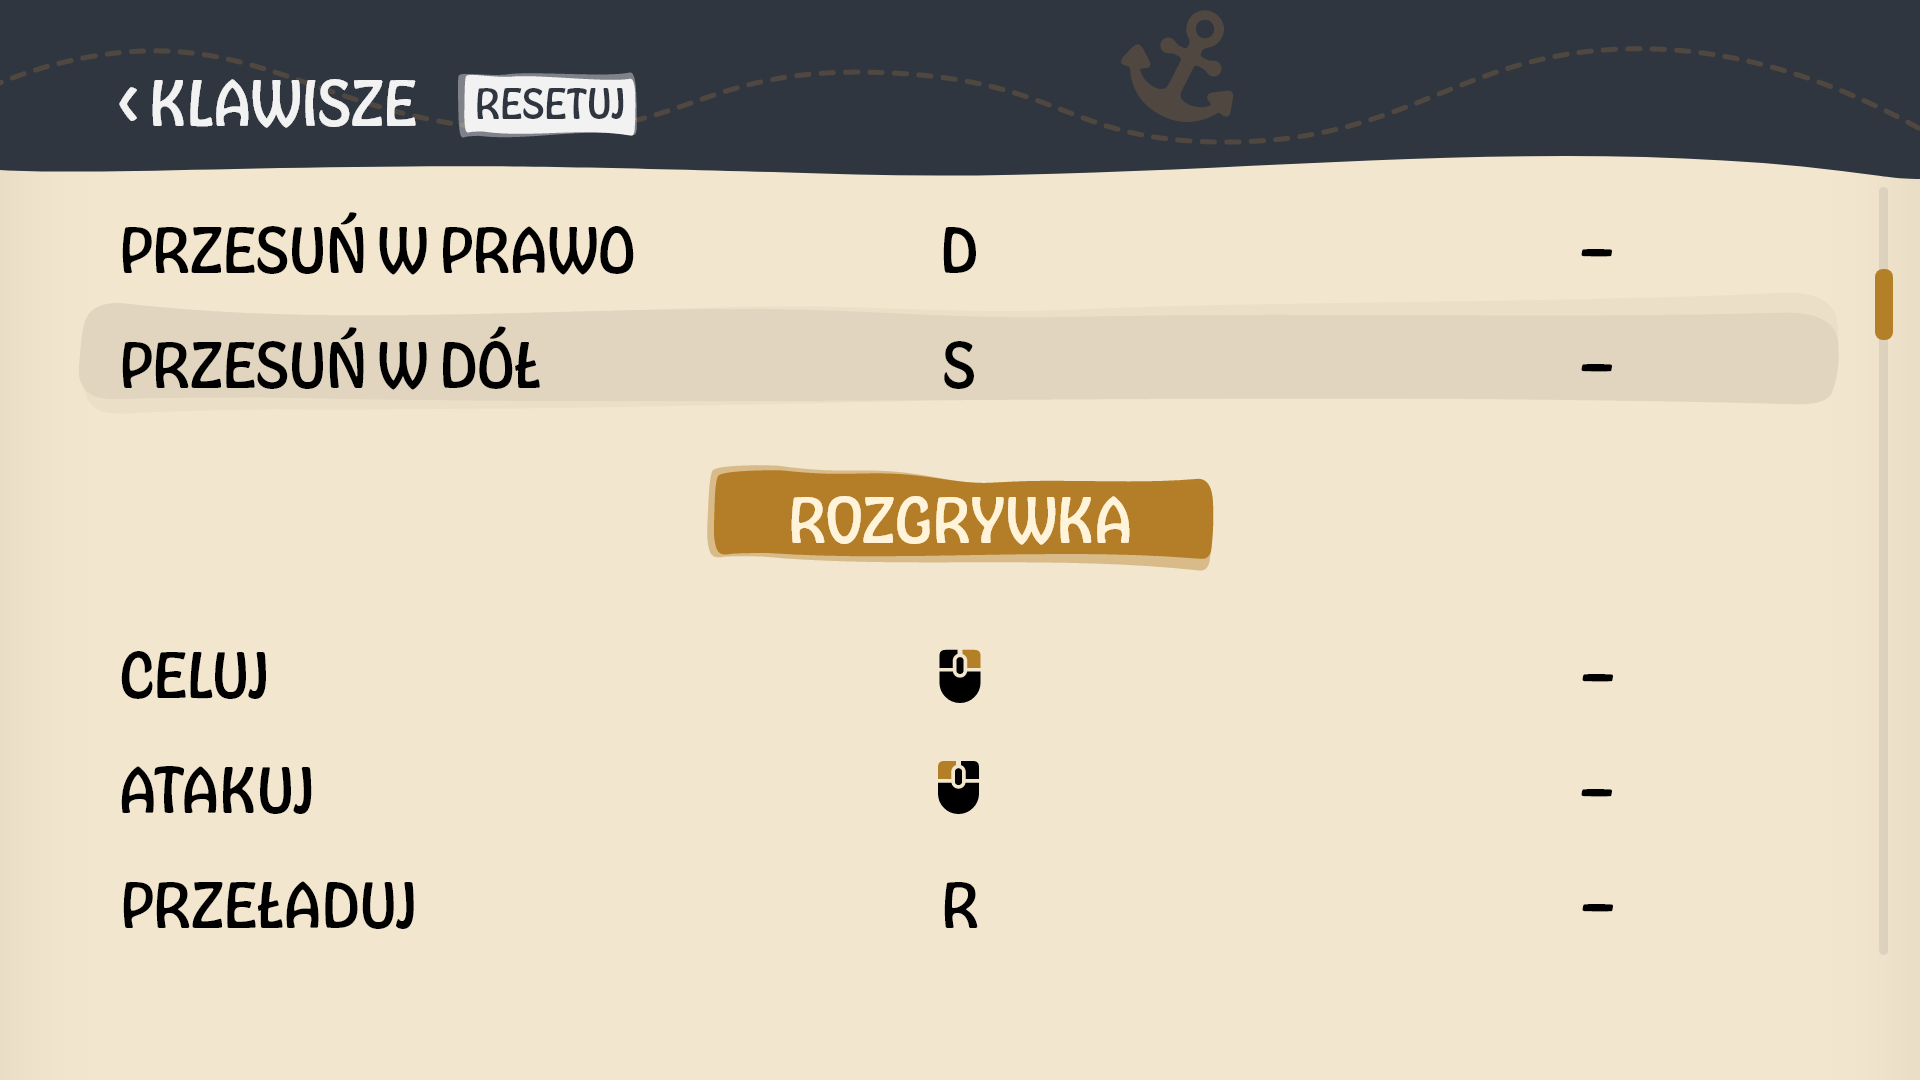 ‹ KLAWISZE RESETUJ
PRZESUŃ W PRAWO D –
PRZESUŃ W DÓŁ S –
ROZGRYWKA
CELUJ –
ATAKUJ –
PRZEŁADUJ R –